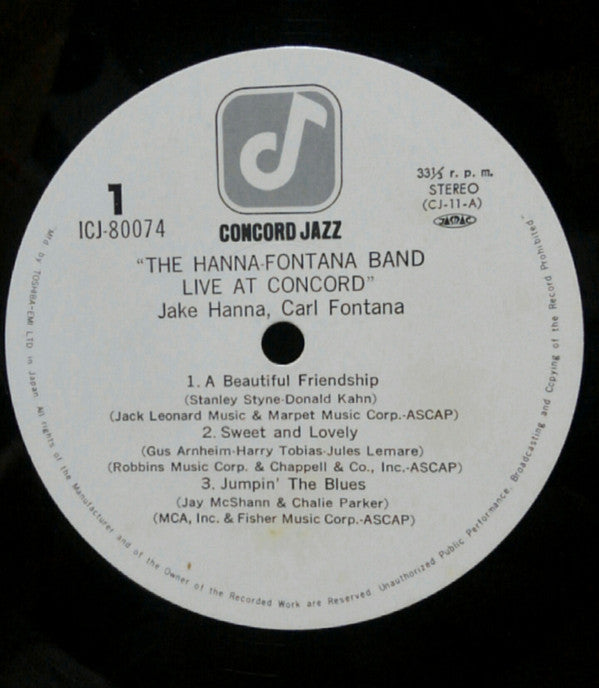 1
ICJ-80074
CONCORD JAZZ
33⅓ r. p. m.
STEREO
(CJ-11-A)
JASRAC
"THE HANNA-FONTANA BAND
LIVE AT CONCORD"
Jake Hanna, Carl Fontana
1. A Beautiful Friendship
(Stanley Styne-Donald Kahn)
(Jack Leonard Music & Marpet Music Corp.-ASCAP)
2. Sweet and Lovely
(Gus Arnheim-Harry Tobias-Jules Lemare)
(Robbins Music Corp. & Chappell & Co., Inc.-ASCAP)
3. Jumpin' The Blues
(Jay McShann & Chalie Parker)
(MCA, Inc. & Fisher Music Corp.-ASCAP)
Mfd by TOSHIBA-EMI LTD. in Japan. All rights of the Manufacturer and of the Owner of the Recorded Work are Reserved. Unauthorized Public Performance, Broadcasting and Copying of the Record Prohibited"